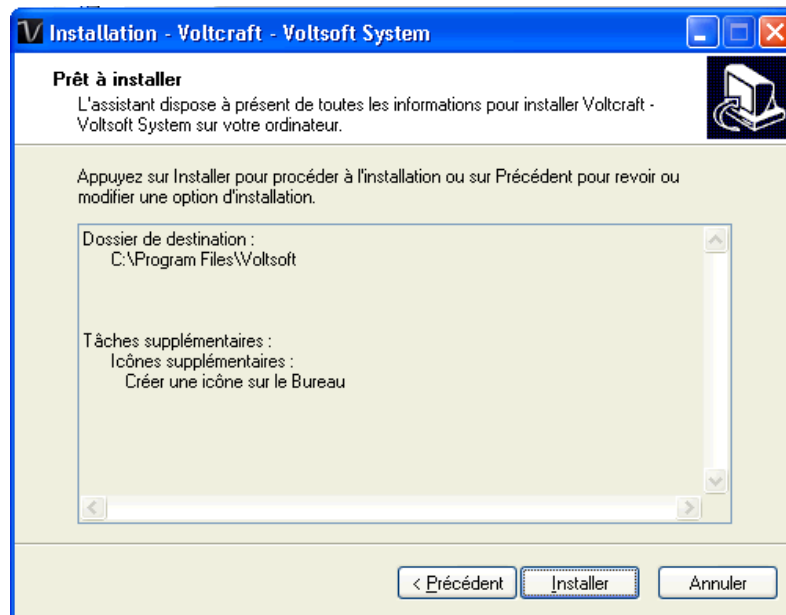 Installation - Voltcraft - Voltsoft System
Prêt à installer
L'assistant dispose à présent de toutes les informations pour installer Voltcraft -
Voltsoft System sur votre ordinateur.
Appuyez sur Installer pour procéder à l'installation ou sur Précédent pour revoir ou
modifier une option d'installation.
Dossier de destination :
C:\Program Files\Voltsoft
Tâches supplémentaires :
Icônes supplémentaires :
Créer une icône sur le Bureau
< Précédent
Installer
Annuler